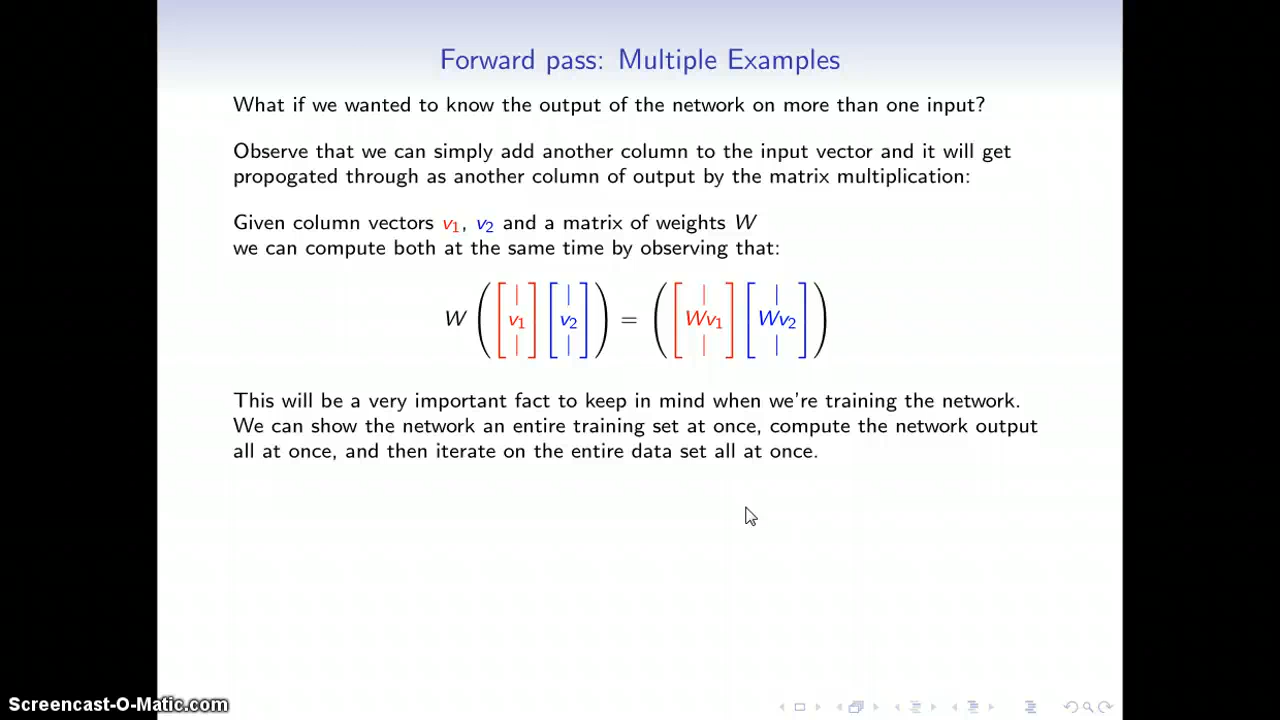 Forward pass: Multiple Examples
What if we wanted to know the output of the network on more than one input?
Observe that we can simply add another column to the input vector and it will get
propogated through as another column of output by the matrix multiplication:
Given column vectors v₁, v₂ and a matrix of weights W
we can compute both at the same time by observing that:
W ([| v₁ |] [| v₂ |]) = ([| Wv₁ |] [| Wv₂ |])
This will be a very important fact to keep in mind when we're training the network.
We can show the network an entire training set at once, compute the network output
all at once, and then iterate on the entire data set all at once.
Screencast-O-Matic.com